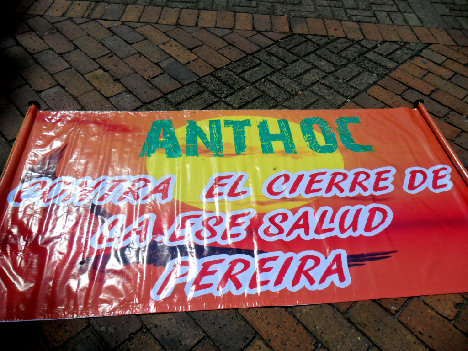 ANTHOC
CONTRA EL CIERRE DE
LA ESE SALUD
PEREIRA